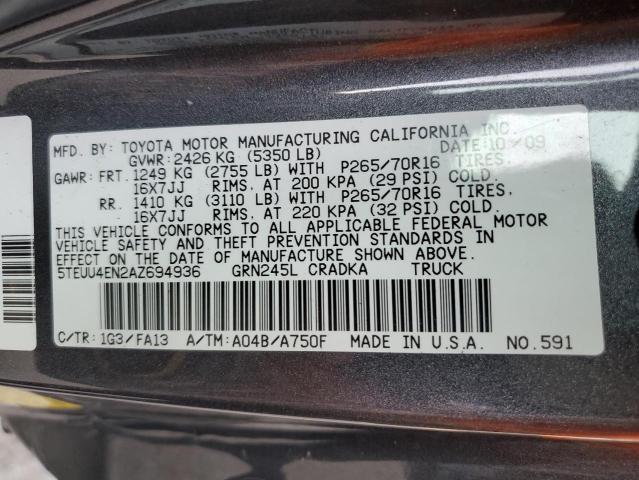 MFD. BY: TOYOTA MOTOR MANUFACTURING CALIFORNIA INC.
GVWR: 2426 KG (5350 LB) DATE: 10/09
GAWR: FRT. 1249 KG (2755 LB) WITH P265/70R16 TIRES.
16X7JJ RIMS. AT 200 KPA (29 PSI) COLD.
RR. 1410 KG (3110 LB) WITH P265/70R16 TIRES.
16X7JJ RIMS. AT 220 KPA (32 PSI) COLD.
THIS VEHICLE CONFORMS TO ALL APPLICABLE FEDERAL MOTOR
VEHICLE SAFETY AND THEFT PREVENTION STANDARDS IN
EFFECT ON THE DATE OF MANUFACTURE SHOWN ABOVE.
5TEUU4EN2AZ694936 GRN245L CRADKA TRUCK
C/TR: 1G3/FA13 A/TM: A04B/A750F MADE IN U.S.A. NO.591